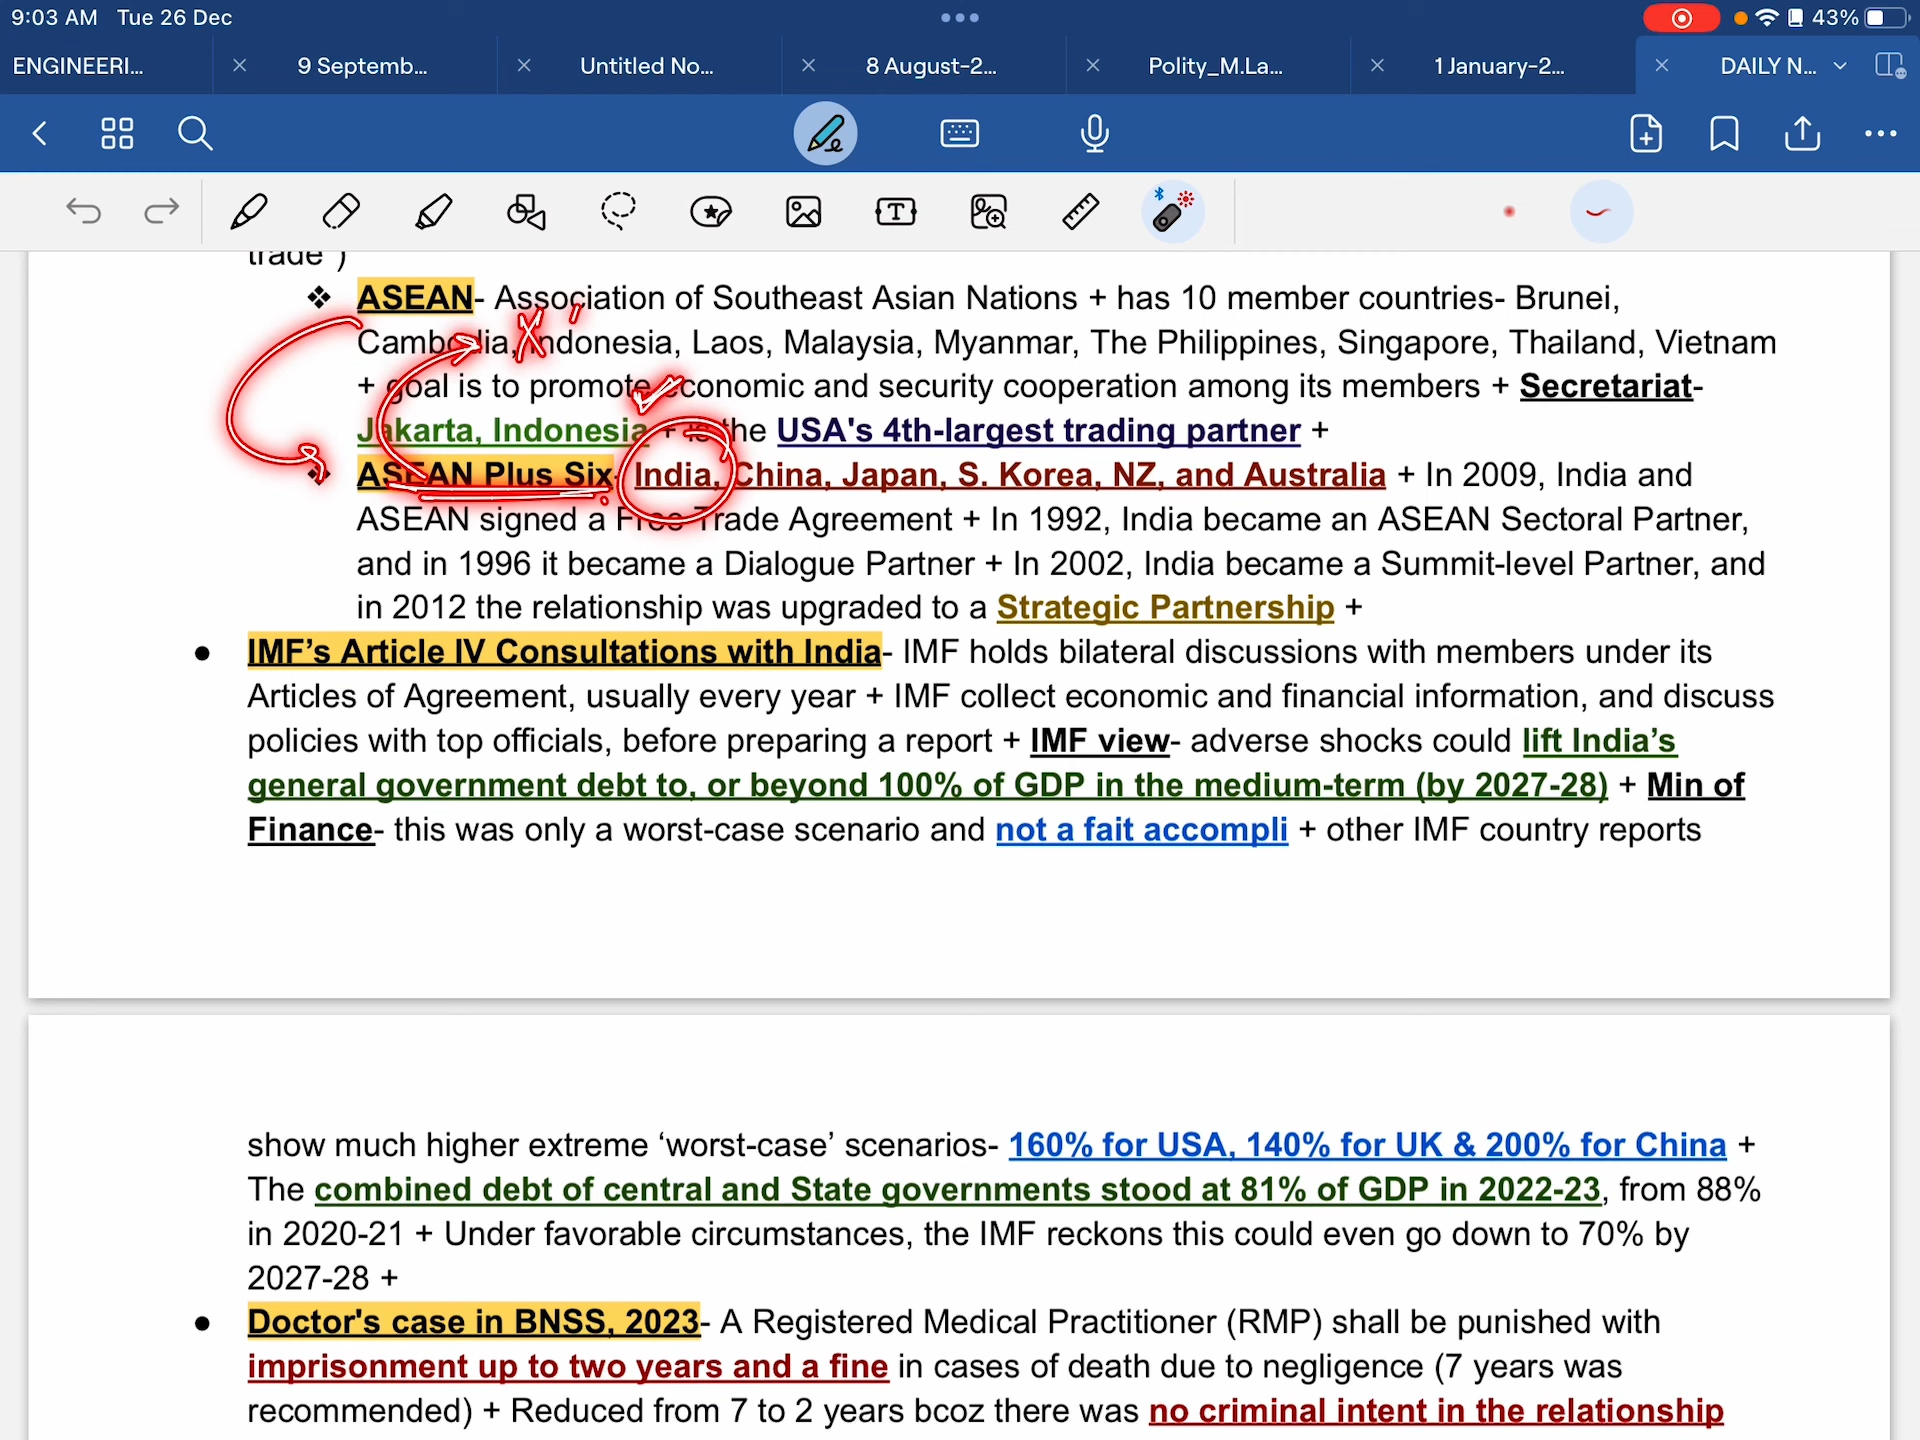 9:03 AM Tue 26 Dec
43%
ENGINEERI...
9 Septemb...
Untitled No...
8 August-2...
Polity_M.La...
1 January-2...
DAILY N...
trade")
❖ ASEAN- Association of Southeast Asian Nations + has 10 member countries- Brunei,
Cambodia, Indonesia, Laos, Malaysia, Myanmar, The Philippines, Singapore, Thailand, Vietnam
+ goal is to promote economic and security cooperation among its members + Secretariat-
Jakarta, Indonesia + is the USA's 4th-largest trading partner +
❖ ASEAN Plus Six- India, China, Japan, S. Korea, NZ, and Australia + In 2009, India and
ASEAN signed a Free Trade Agreement + In 1992, India became an ASEAN Sectoral Partner,
and in 1996 it became a Dialogue Partner + In 2002, India became a Summit-level Partner, and
in 2012 the relationship was upgraded to a Strategic Partnership +
● IMF’s Article IV Consultations with India- IMF holds bilateral discussions with members under its
Articles of Agreement, usually every year + IMF collect economic and financial information, and discuss
policies with top officials, before preparing a report + IMF view- adverse shocks could lift India’s
general government debt to, or beyond 100% of GDP in the medium-term (by 2027-28) + Min of
Finance- this was only a worst-case scenario and not a fait accompli + other IMF country reports
show much higher extreme ‘worst-case’ scenarios- 160% for USA, 140% for UK & 200% for China +
The combined debt of central and State governments stood at 81% of GDP in 2022-23, from 88%
in 2020-21 + Under favorable circumstances, the IMF reckons this could even go down to 70% by
2027-28 +
● Doctor's case in BNSS, 2023- A Registered Medical Practitioner (RMP) shall be punished with
imprisonment up to two years and a fine in cases of death due to negligence (7 years was
recommended) + Reduced from 7 to 2 years bcoz there was no criminal intent in the relationship